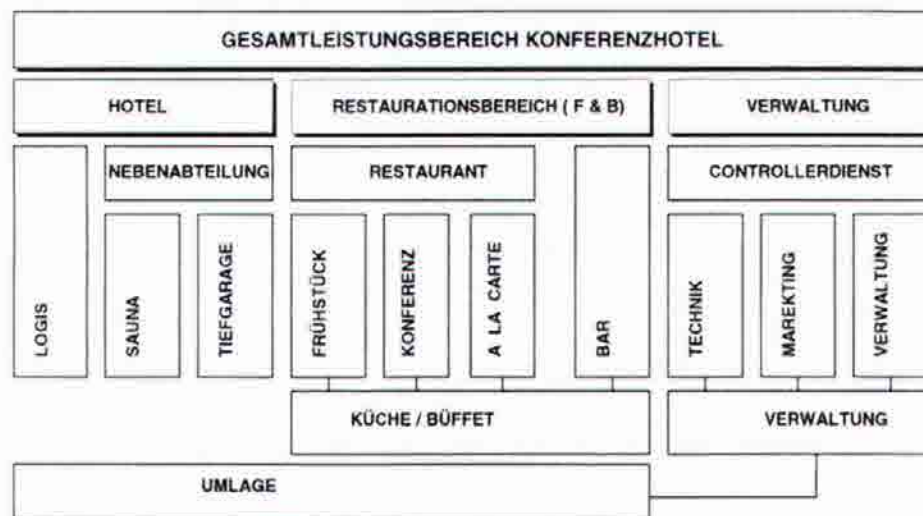 GESAMTLEISTUNGSBEREICH KONFERENZHOTEL
HOTEL
RESTAURATIONSBEREICH ( F & B)
VERWALTUNG
NEBENABTEILUNG
RESTAURANT
CONTROLLERDIENST
LOGIS
SAUNA
TIEFGARAGE
FRÜHSTÜCK
KONFERENZ
A LA CARTE
BAR
TECHNIK
MAREKTING
VERWALTUNG
KÜCHE / BÜFFET
VERWALTUNG
UMLAGE